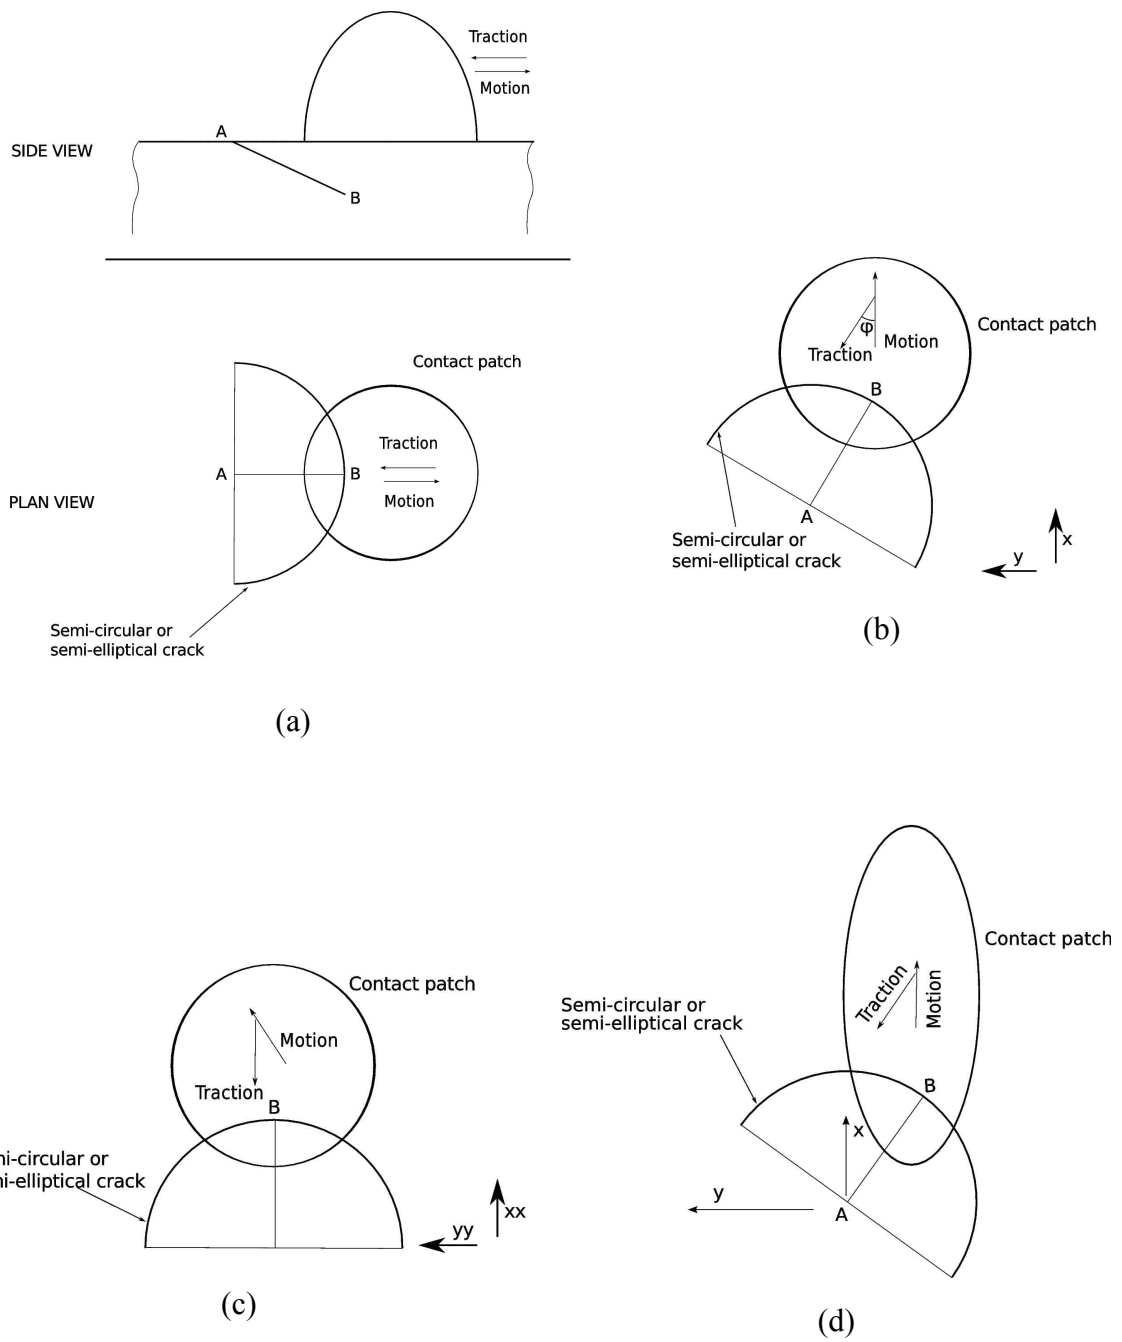 Traction
Motion
A
SIDE VIEW
B
Contact patch
Traction
A
B
Motion
PLAN VIEW
Semi-circular or
semi-elliptical crack
(a)
Contact patch
φ
Motion
Traction
B
A
Semi-circular or
semi-elliptical crack
x
y
(b)
Contact patch
Motion
Traction
B
mi-circular or
mi-elliptical crack
xx
yy
(c)
Contact patch
Traction
Motion
Semi-circular or
semi-elliptical crack
B
x
y
A
(d)